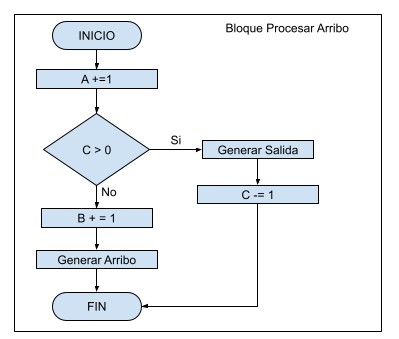 Bloque Procesar Arribo
INICIO
A +=1
C > 0
Si
Generar Salida
C -= 1
No
B + = 1
Generar Arribo
FIN